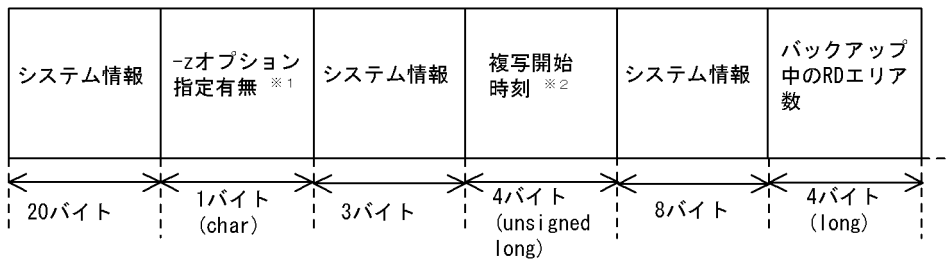 システム情報
-zオプション
指定有無 ※1
システム情報
複写開始
時刻 ※2
システム情報
バックアップ
中のRDエリア
数
20バイト
1バイト
(char)
3バイト
4バイト
(unsigned
long)
8バイト
4バイト
(long)